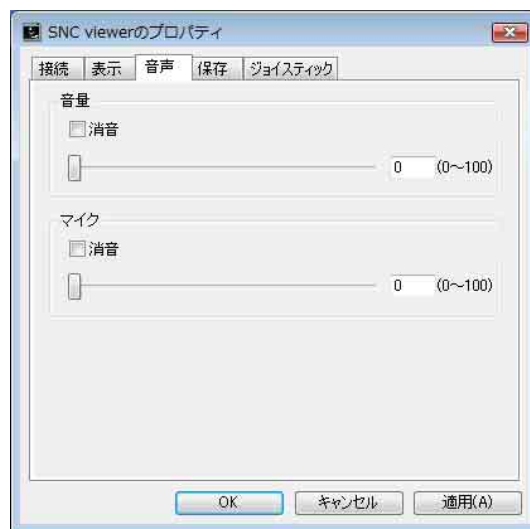 SNC viewerのプロパティ
接続 表示 音声 保存 ジョイスティック
音量
消音
0 (0～100)
マイク
消音
0 (0～100)
OK キャンセル 適用(A)